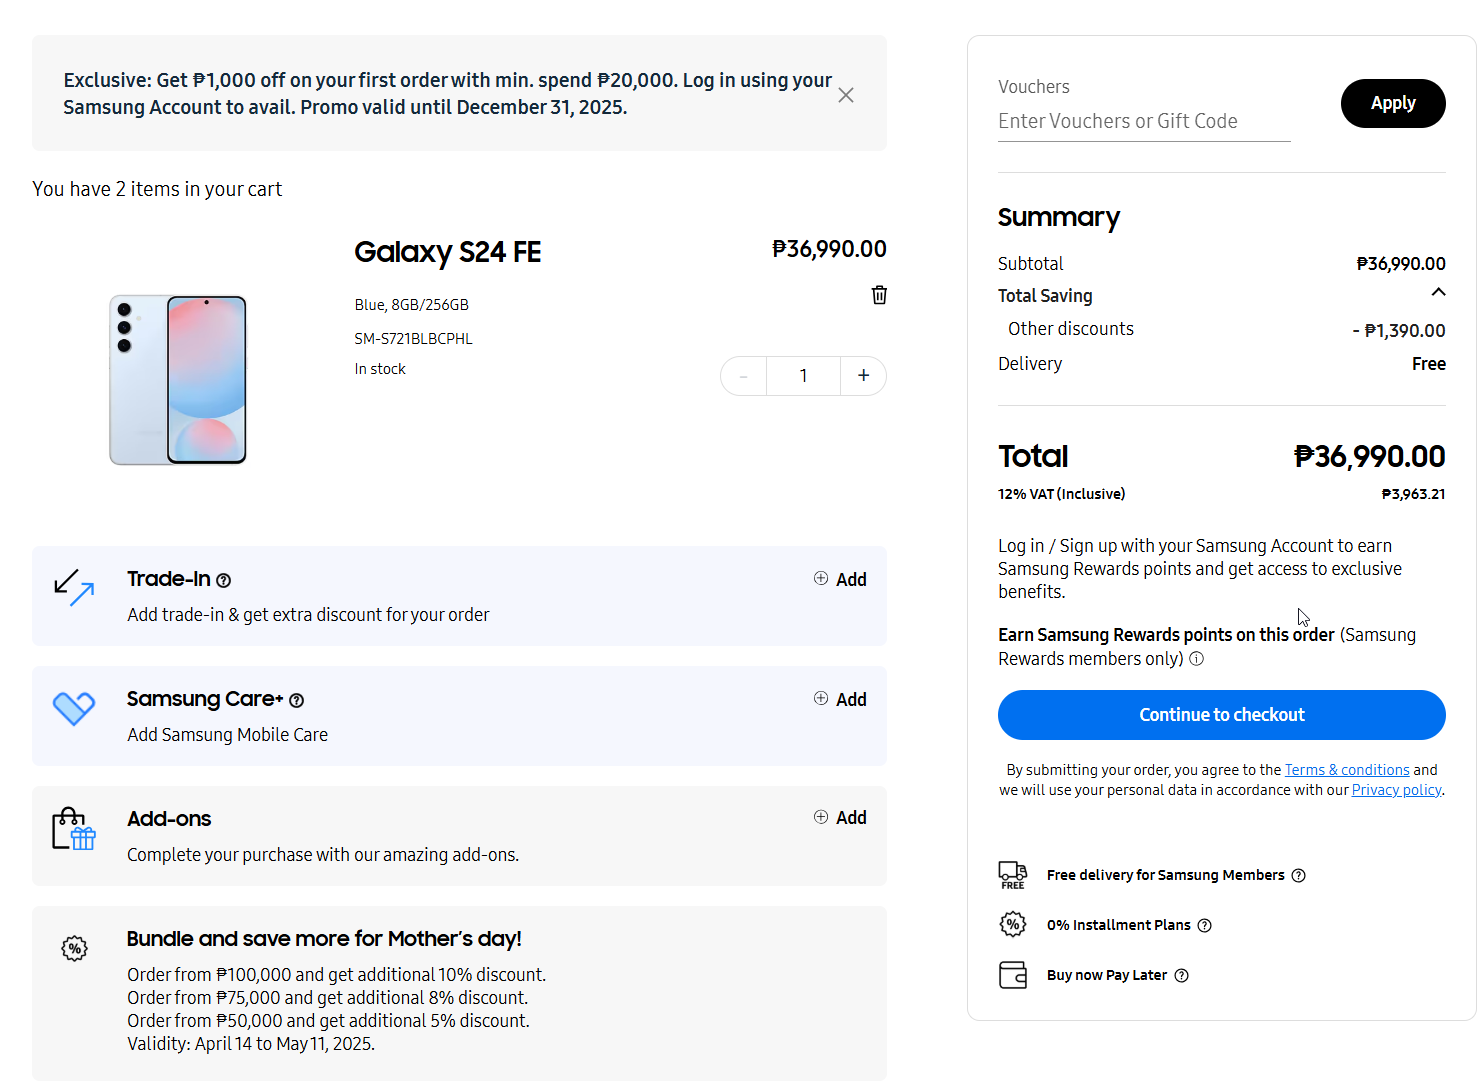 Exclusive: Get ₱1,000 off on your first order with min. spend ₱20,000. Log in using your
Samsung Account to avail. Promo valid until December 31, 2025.
You have 2 items in your cart
Galaxy S24 FE
₱36,990.00
Blue, 8GB/256GB
SM-S721BLBCPHL
In stock
- 1 +
Trade-In
Add
Add trade-in & get extra discount for your order
Samsung Care+
Add
Add Samsung Mobile Care
Add-ons
Add
Complete your purchase with our amazing add-ons.
Bundle and save more for Mother's day!
Order from ₱100,000 and get additional 10% discount.
Order from ₱75,000 and get additional 8% discount.
Order from ₱50,000 and get additional 5% discount.
Validity: April 14 to May 11, 2025.
Vouchers
Enter Vouchers or Gift Code
Apply
Summary
Subtotal ₱36,990.00
Total Saving
Other discounts - ₱1,390.00
Delivery Free
Total ₱36,990.00
12% VAT (Inclusive) ₱3,963.21
Log in / Sign up with your Samsung Account to earn
Samsung Rewards points and get access to exclusive
benefits.
Earn Samsung Rewards points on this order (Samsung
Rewards members only)
Continue to checkout
By submitting your order, you agree to the Terms & conditions and
we will use your personal data in accordance with our Privacy policy.
FREE
Free delivery for Samsung Members
0% Installment Plans
Buy now Pay Later